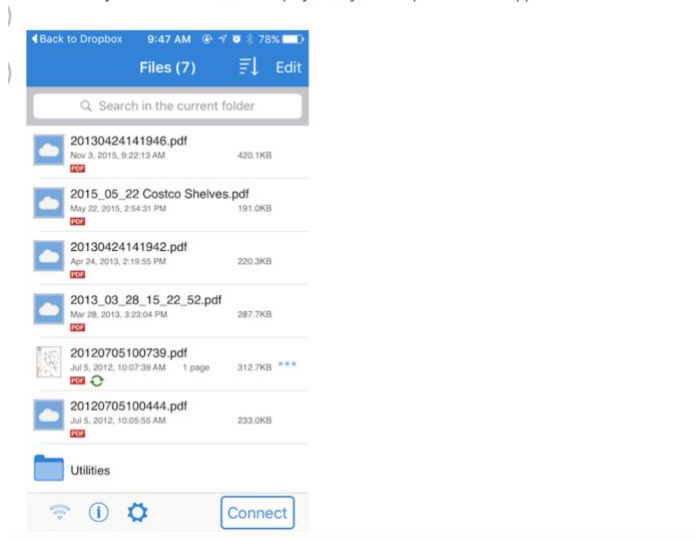 Back to Dropbox 9:47 AM 78%
Files (7) Edit
Search in the current folder
20130424141946.pdf
Nov 3, 2015, 9:22:13 AM 420.1KB
PDF
2015_05_22 Costco Shelves.pdf
May 22, 2015, 2:54:31 PM 191.0KB
PDF
20130424141942.pdf
Apr 24, 2013, 2:19:55 PM 220.3KB
PDF
2013_03_28_15_22_52.pdf
Mar 28, 2013, 3:23:04 PM 287.7KB
PDF
20120705100739.pdf
Jul 5, 2012, 10:07:39 AM 1 page 312.7KB
PDF
20120705100444.pdf
Jul 5, 2012, 10:05:55 AM 233.0KB
PDF
Utilities
Connect